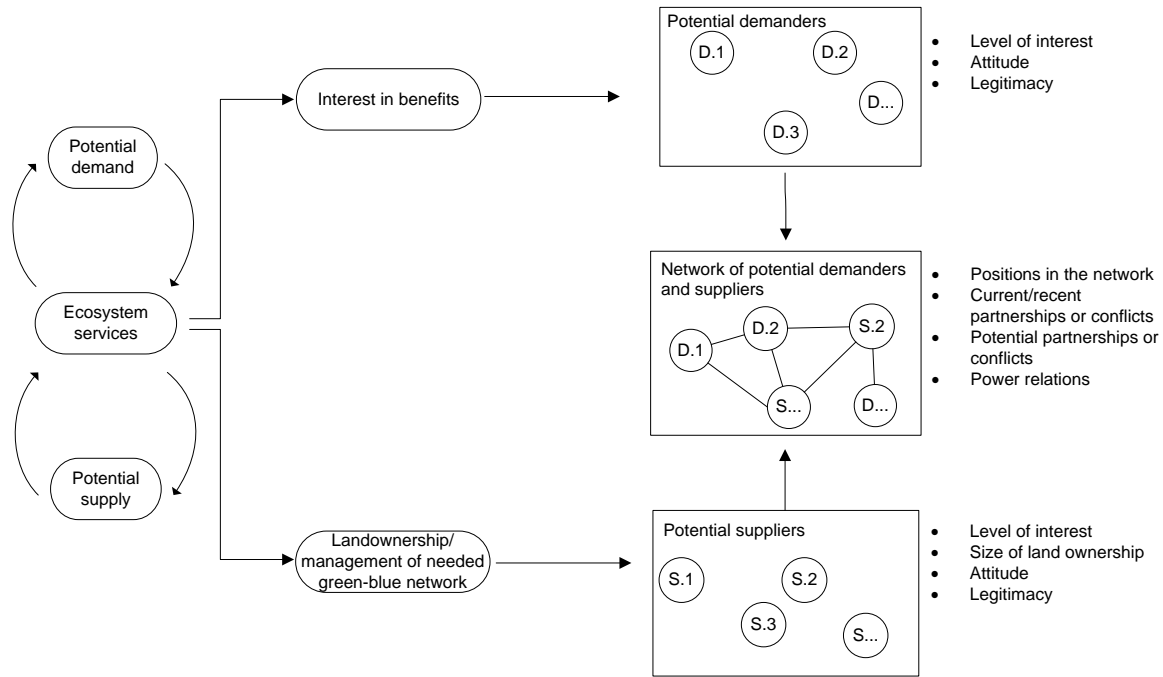 Potential demanders
D.1
D.2
D...
D.3
• Level of interest
• Attitude
• Legitimacy
Interest in benefits
Potential
demand
Ecosystem
services
Potential
supply
Network of potential demanders
and suppliers
D.1
D.2
S.2
S...
D...
• Positions in the network
• Current/recent
partnerships or conflicts
• Potential partnerships or
conflicts
• Power relations
Landownership/
management of needed
green-blue network
Potential suppliers
S.1
S.2
S.3
S...
• Level of interest
• Size of land ownership
• Attitude
• Legitimacy